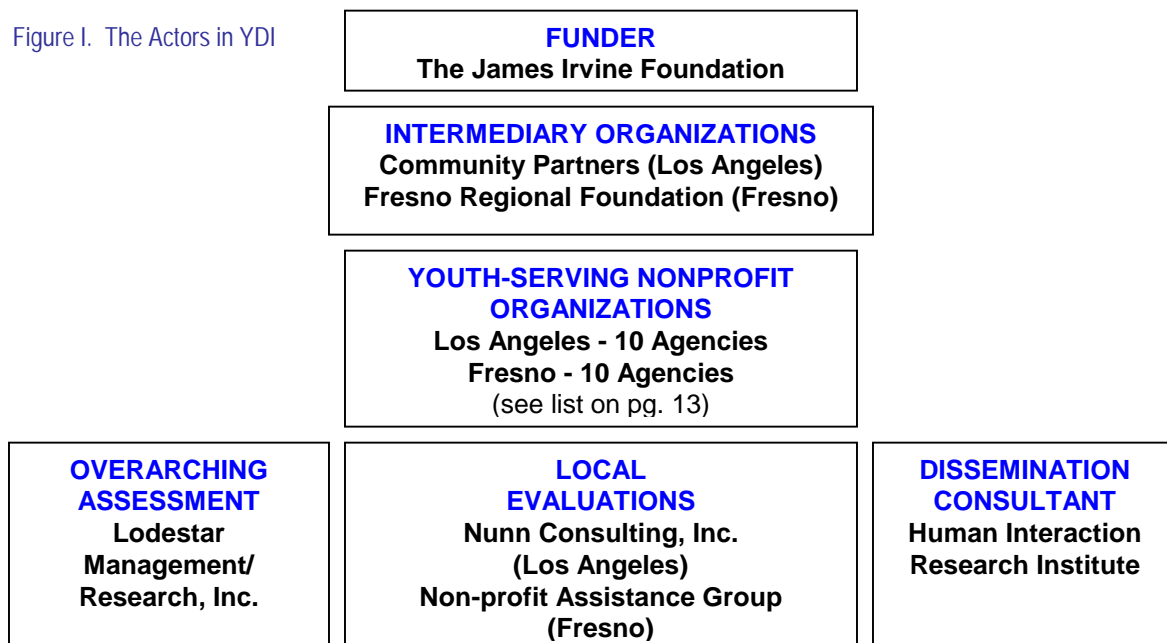 Figure I. The Actors in YDI
FUNDER
The James Irvine Foundation
INTERMEDIARY ORGANIZATIONS
Community Partners (Los Angeles)
Fresno Regional Foundation (Fresno)
YOUTH-SERVING NONPROFIT
ORGANIZATIONS
Los Angeles - 10 Agencies
Fresno - 10 Agencies
(see list on pg. 13)
OVERARCHING
ASSESSMENT
Lodestar
Management/
Research, Inc.
LOCAL
EVALUATIONS
Nunn Consulting, Inc.
(Los Angeles)
Non-profit Assistance Group
(Fresno)
DISSEMINATION
CONSULTANT
Human Interaction
Research Institute